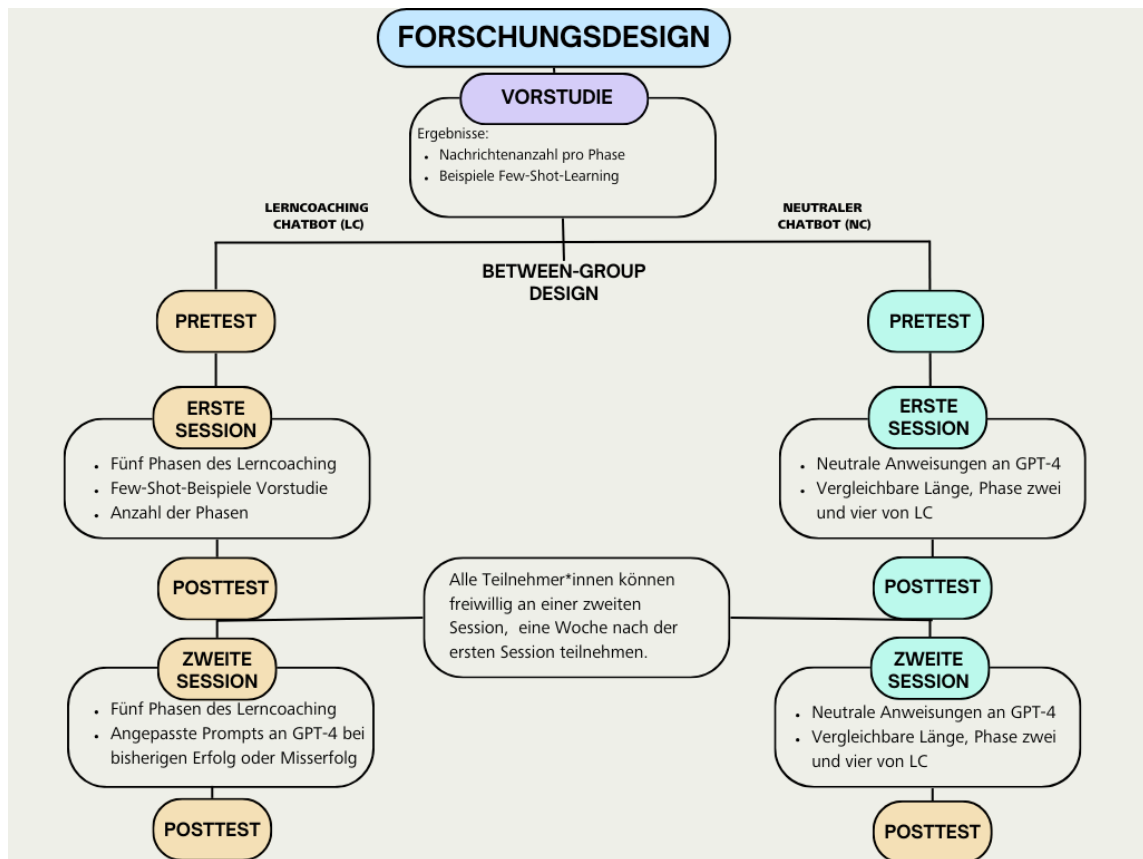 FORSCHUNGSDESIGN
VORSTUDIE
Ergebnisse:
• Nachrichtenanzahl pro Phase
• Beispiele Few-Shot-Learning
LERNCOACHING
CHATBOT (LC)
NEUTRALER
CHATBOT (NC)
BETWEEN-GROUP
DESIGN
PRETEST
PRETEST
ERSTE
SESSION
• Fünf Phasen des Lerncoaching
• Few-Shot-Beispiele Vorstudie
• Anzahl der Phasen
ERSTE
SESSION
• Neutrale Anweisungen an GPT-4
• Vergleichbare Länge, Phase zwei
und vier von LC
POSTTEST
Alle Teilnehmer*innen können
freiwillig an einer zweiten
Session, eine Woche nach der
ersten Session teilnehmen.
POSTTEST
ZWEITE
SESSION
• Fünf Phasen des Lerncoaching
• Angepasste Prompts an GPT-4 bei
bisherigen Erfolg oder Misserfolg
ZWEITE
SESSION
• Neutrale Anweisungen an GPT-4
• Vergleichbare Länge, Phase zwei
und vier von LC
POSTTEST
POSTTEST